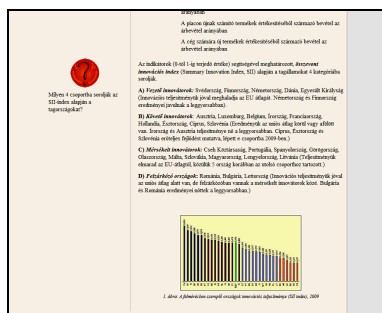 arányában
A piacon újnak számító termékek értékesítéséből származó bevétel az
árbevétel arányában
A cég számára új termékek értékesítéséből származó bevétel az
árbevétel arányában
Milyen 4 csoportba sorolják az
SII-index alapján a
tagországokat?
Az indikátorok (0-tól 1-ig terjedő értéke) segítségével meghatározott, összevont
innovációs index (Summary Innovation Index, SII) alapján a tagállamokat 4 kategóriába
sorolják.
A) Vezető innovátorok: Svédország, Finnország, Németország, Dánia, Egyesült Királyság
(Innovációs teljesítményük jóval meghaladja az EU átlagát. Németország és Finnország
eredményei javultak a leggyorsabban).
B) Követő innovátorok: Ausztria, Luxemburg, Belgium, Írország, Franciaország,
Hollandia, Észtország, Ciprus, Szlovénia (Eredményeik az uniós átlag körül vagy afölött
van. Írország és Ausztria teljesítménye nő a leggyorsabban. Ciprus, Észtország és
Szlovénia erőteljes fejlődést mutatva, lépett e csoportba 2009-ben.)
C) Mérsékelt innovátorok: Cseh Köztársaság, Portugália, Spanyolország, Görögország,
Olaszország, Málta, Szlovákia, Magyarország, Lengyelország, Litvánia (Teljesítményük
elmarad az EU-átlagtól, közülük 5 ország korábban az utolsó csoporthoz tartozott.)
D) Felzárkózó országok: Románia, Bulgária, Lettország (Innovációs teljesítményük jóval
az uniós átlag alatt van, de felzárkózóban vannak a mérsékelt innovátorok közé. Bulgária
és Románia eredményei nőttek a leggyorsabban.)
1. ábra: A felmérésben szereplő országok innovációs teljesítménye (SII index), 2009